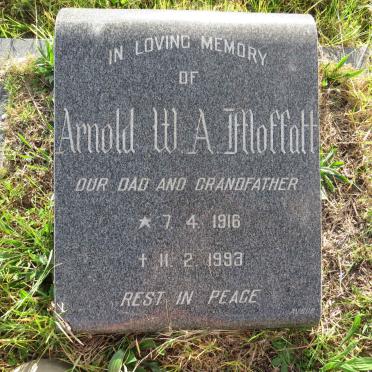 IN LOVING MEMORY
OF
Arnold W. A. Moffatt
OUR DAD AND GRANDFATHER
★ 7. 4. 1916
† 11. 2. 1993
REST IN PEACE